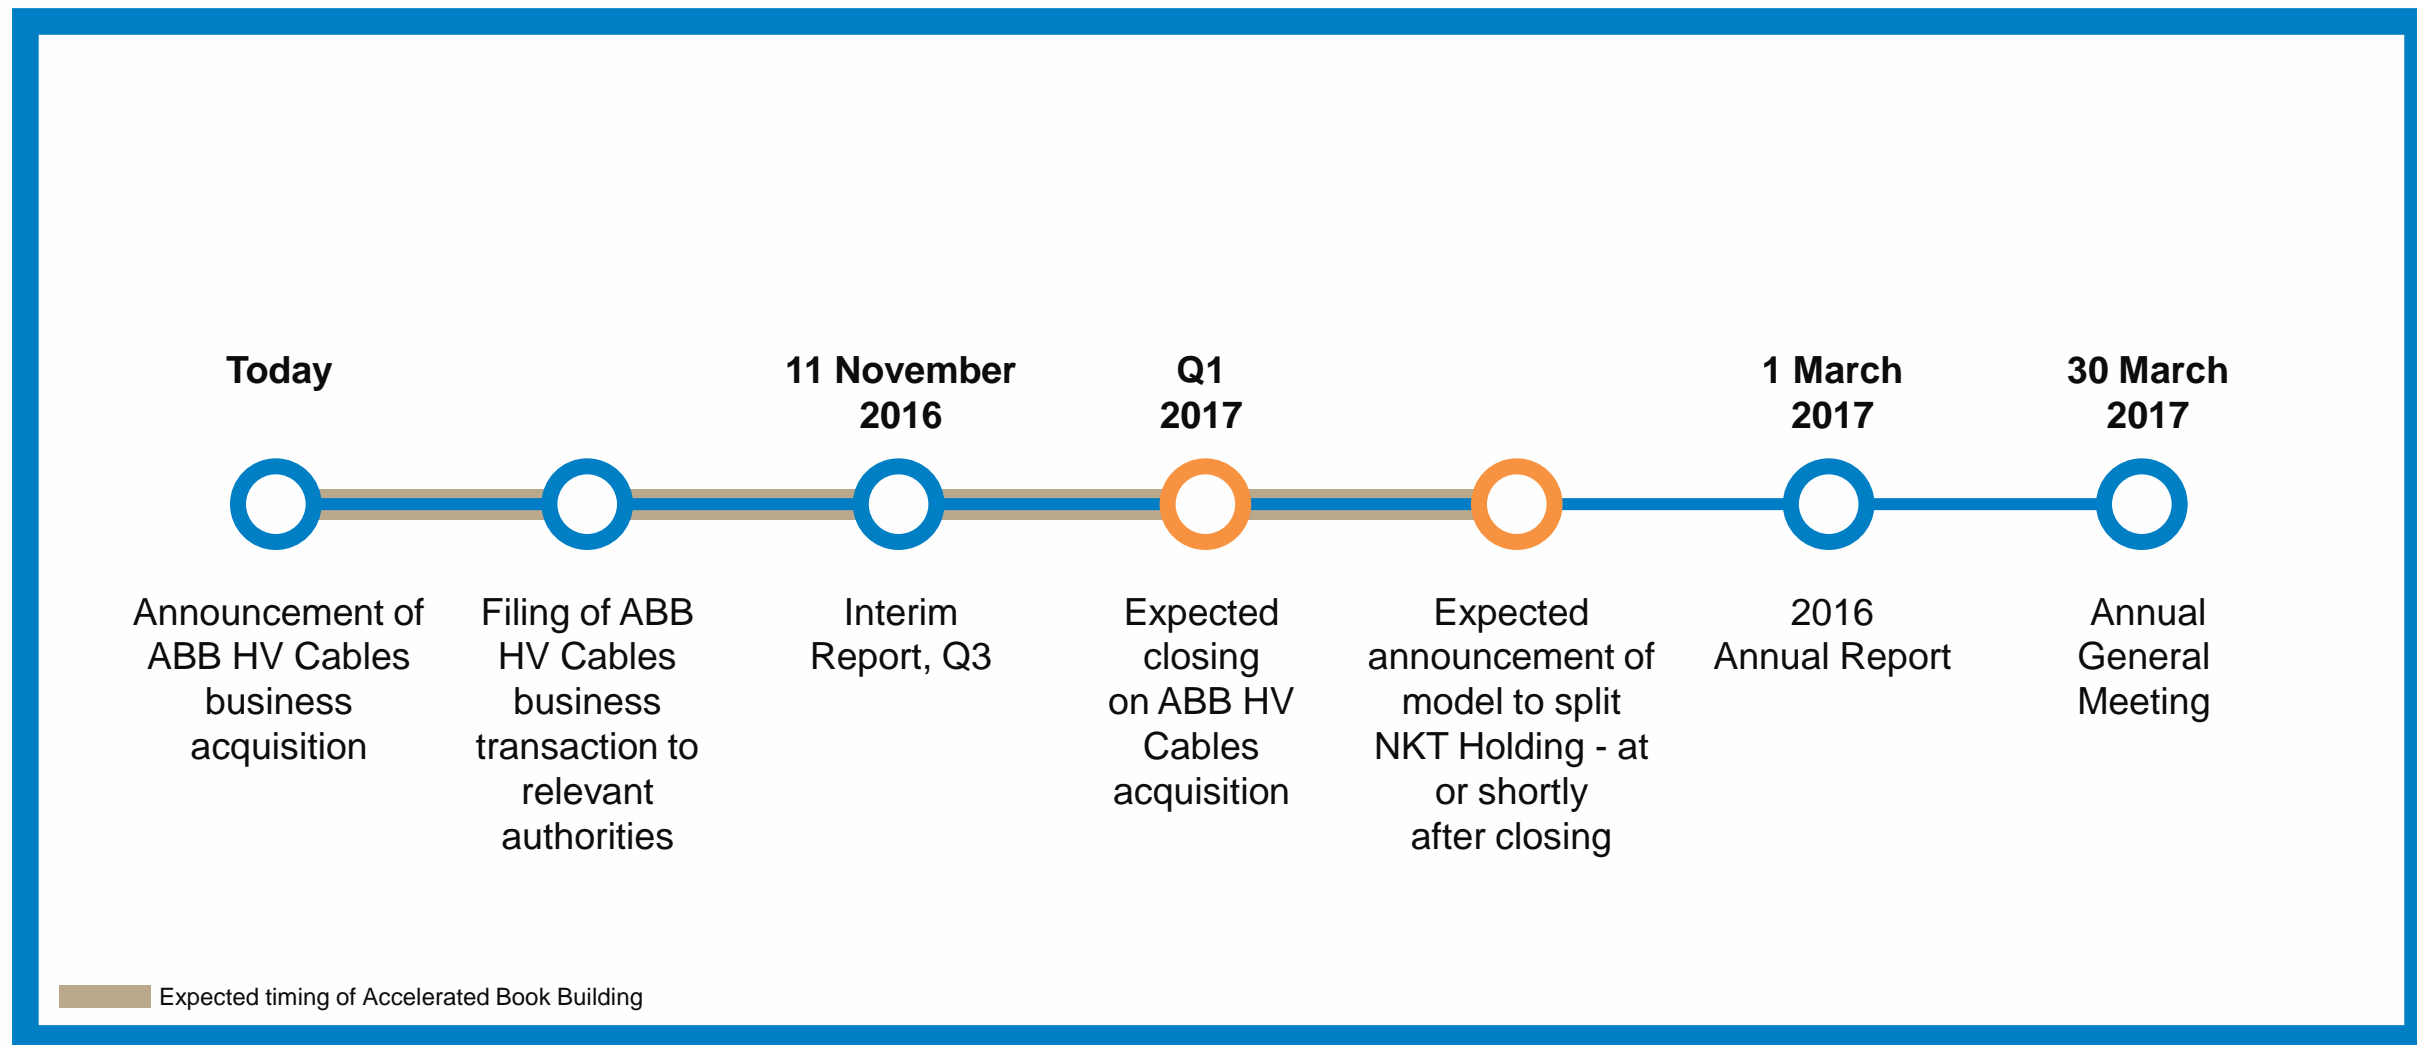 Today
11 November
2016
Q1
2017
1 March
2017
30 March
2017
Announcement of
ABB HV Cables
business
acquisition
Filing of ABB
HV Cables
business
transaction to
relevant
authorities
Interim
Report, Q3
Expected
closing
on ABB HV
Cables
acquisition
Expected
announcement of
model to split
NKT Holding - at
or shortly
after closing
2016
Annual Report
Annual
General
Meeting
Expected timing of Accelerated Book Building